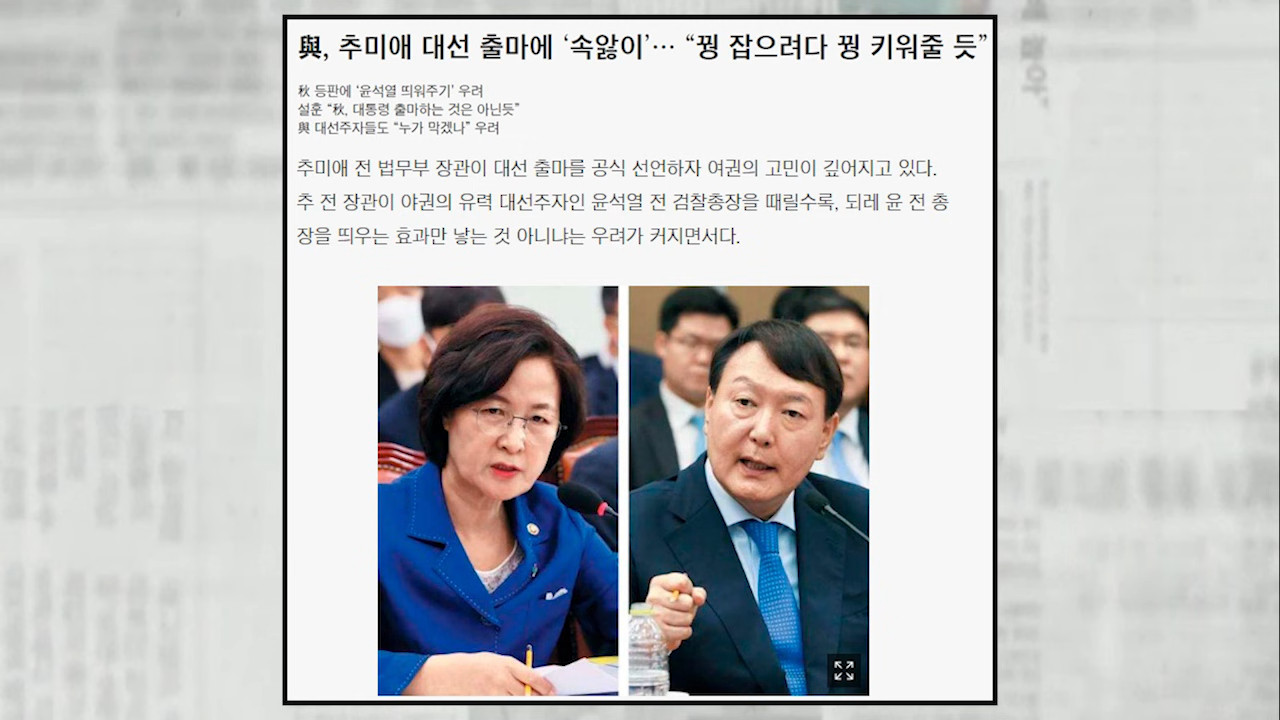 與, 추미애 대선 출마에 ‘속앓이’… “꿩 잡으려다 꿩 키워줄 듯”
秋 등판에 ‘윤석열 띄워주기’ 우려
설훈 “秋, 대통령 출마하는 것은 아닌듯”
與 대선주자들도 “누가 막겠나” 우려
추미애 전 법무부 장관이 대선 출마를 공식 선언하자 여권의 고민이 깊어지고 있다.
추 전 장관이 야권의 유력 대선주자인 윤석열 전 검찰총장을 때릴수록, 되레 윤 전 총
장을 띄우는 효과만 낳는 것 아니냐는 우려가 커지면서다.